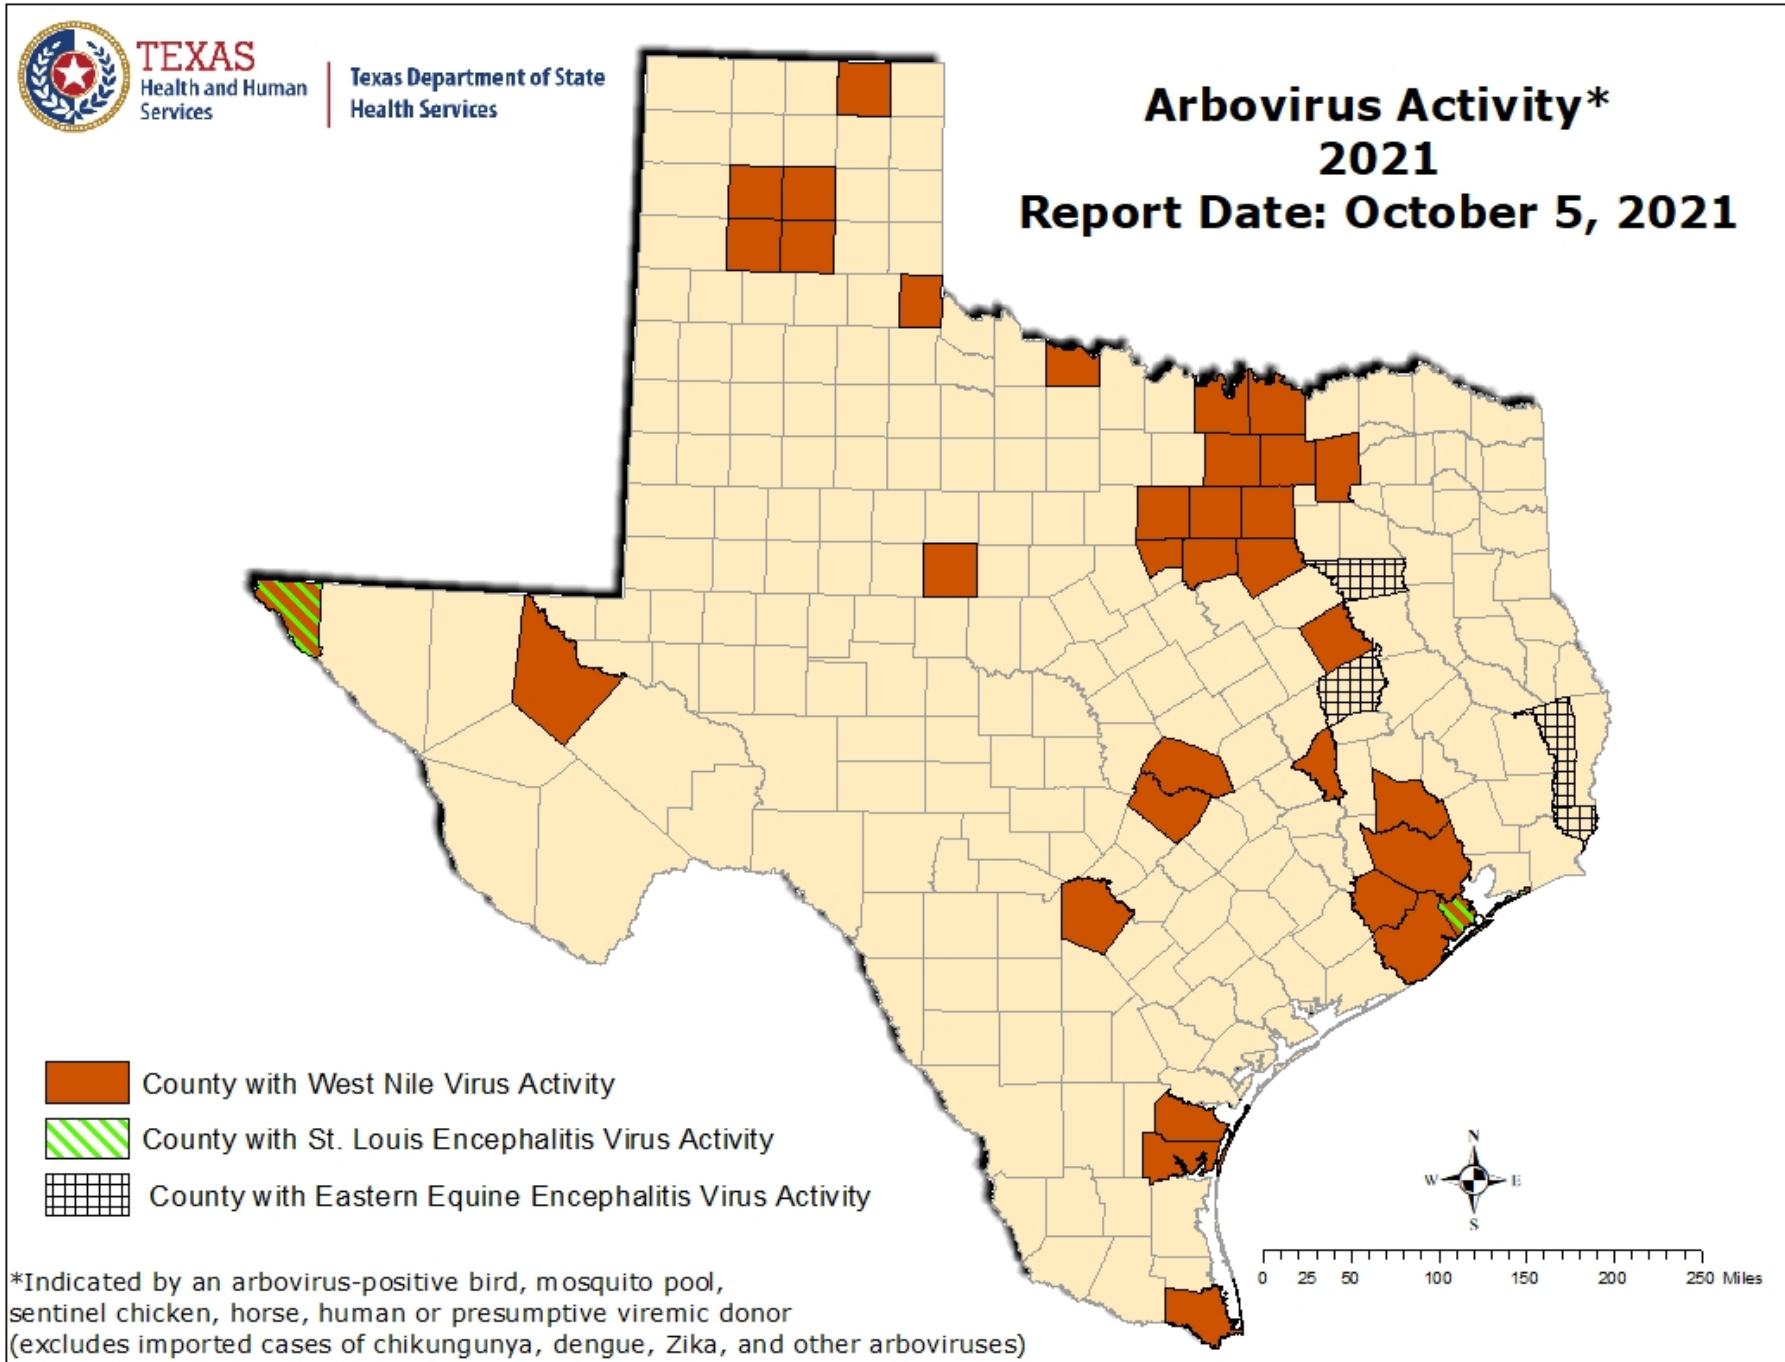 TEXAS
Health and Human
Services
Texas Department of State
Health Services
Arbovirus Activity*
2021
Report Date: October 5, 2021
County with West Nile Virus Activity
County with St. Louis Encephalitis Virus Activity
County with Eastern Equine Encephalitis Virus Activity
N
W E
S
0 25 50 100 150 200 250 Miles
*Indicated by an arbovirus-positive bird, mosquito pool,
sentinel chicken, horse, human or presumptive viremic donor
(excludes imported cases of chikungunya, dengue, Zika, and other arboviruses)